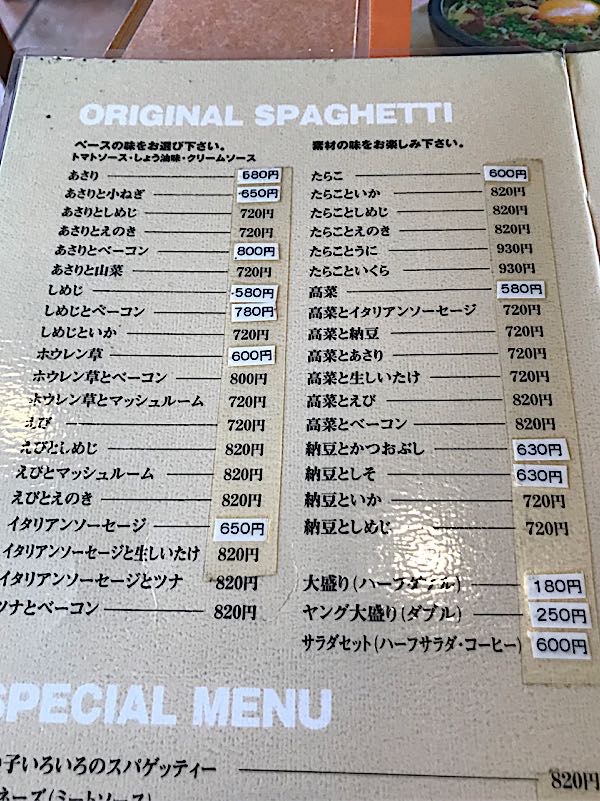 ORIGINAL SPAGHETTI
ベースの味をお選び下さい。
トマトソース・しょう油味・クリームソース
あさり 580円
あさりと小ねぎ 650円
あさりとしめじ 720円
あさりとえのき 720円
あさりとベーコン 800円
あさりと山菜 720円
しめじ 580円
しめじとベーコン 780円
しめじといか 720円
ホウレン草 600円
ホウレン草とベーコン 800円
ホウレン草とマッシュルーム 720円
えび 720円
えびとしめじ 820円
えびとマッシュルーム 820円
えびとえのき 820円
イタリアンソーセージ 650円
イタリアンソーセージと生しいたけ 820円
イタリアンソーセージとツナ 820円
ツナとベーコン 820円
素材の味をお楽しみ下さい。
たらこ 600円
たらこといか 820円
たらことしめじ 820円
たらことえのき 820円
たらことうに 930円
たらこといくら 930円
高菜 580円
高菜とイタリアンソーセージ 720円
高菜と納豆 720円
高菜とあさり 720円
高菜と生しいたけ 720円
高菜とえび 820円
高菜とベーコン 820円
納豆とかつおぶし 630円
納豆としそ 630円
納豆といか 720円
納豆としめじ 720円
大盛り(ハーフダブル) 180円
ヤング大盛り(ダブル) 250円
サラダセット(ハーフサラダ・コーヒー) 600円
SPECIAL MENU
子いろいろのスパゲッティー 820円
ネーズ(ミートソース)